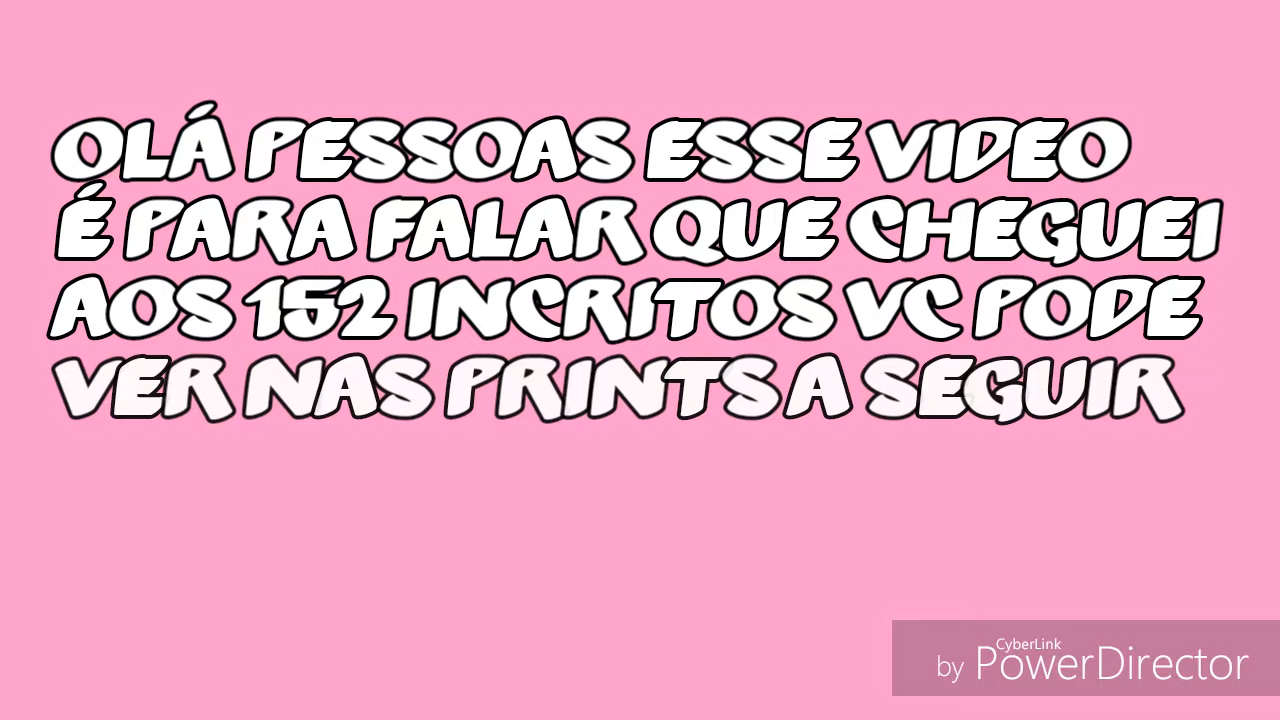 OLÁ PESSOAS ESSE VIDEO
É PARA FALAR QUE CHEGUEI
AOS 152 INCRITOS VC PODE
VER NAS PRINTS A SEGUIR
CyberLink
by PowerDirector